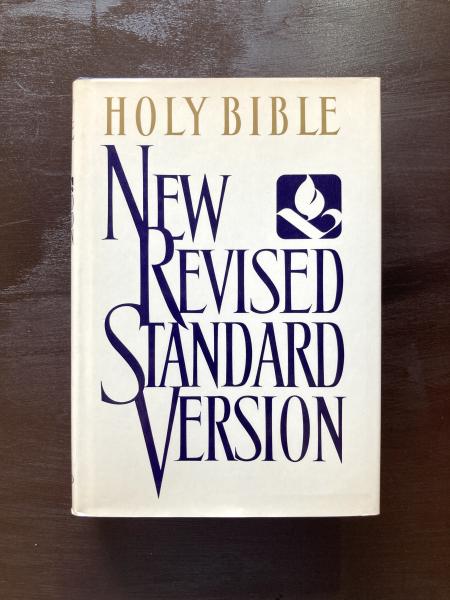 HOLY BIBLE
NEW
REVISED
STANDARD
VERSION